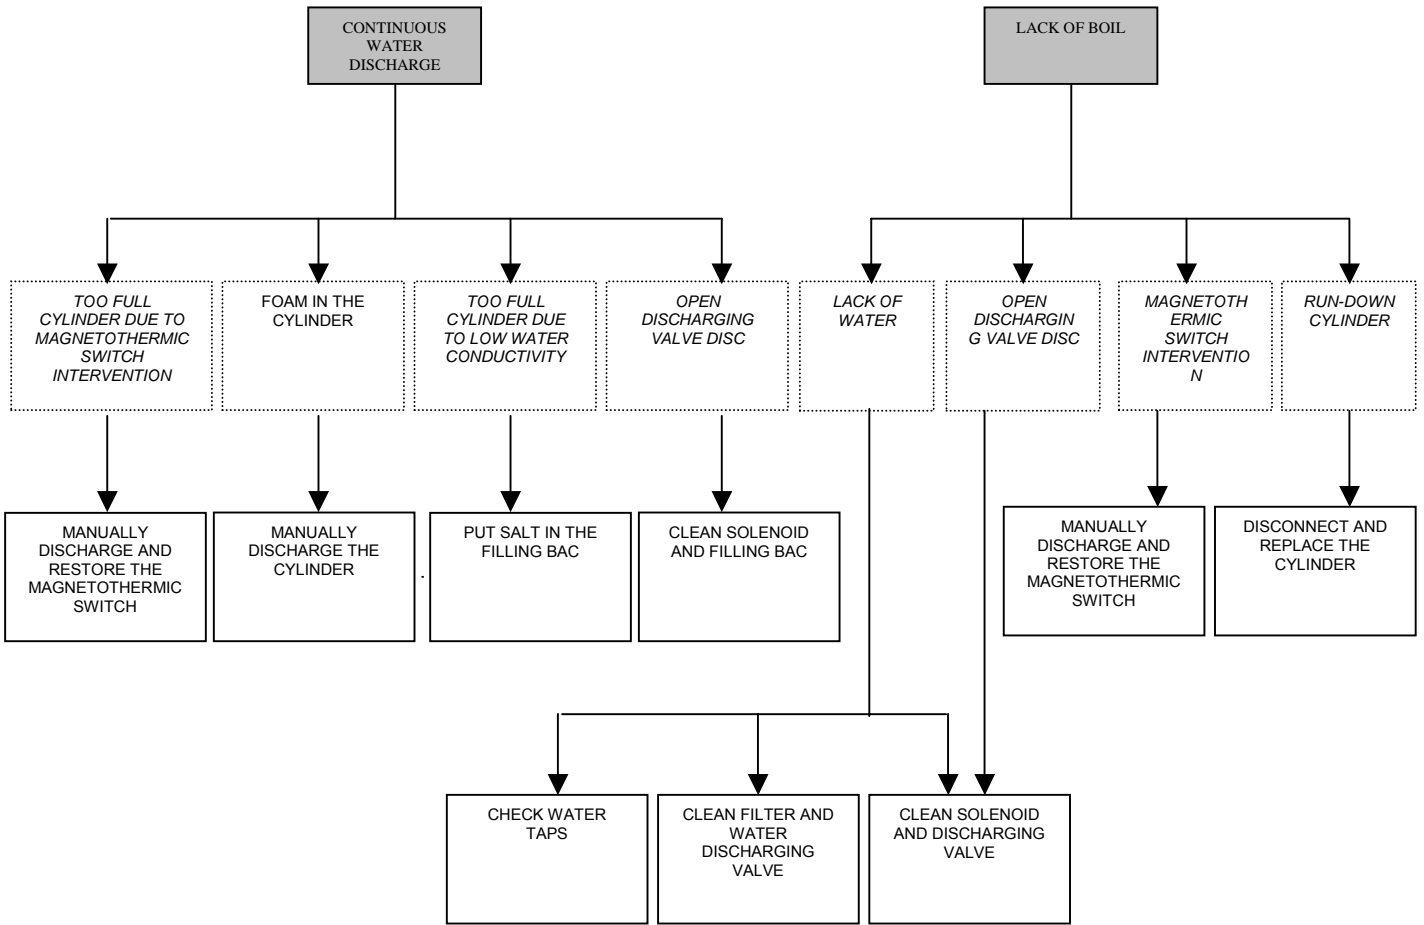 CONTINUOUS
WATER
DISCHARGE
LACK OF BOIL
TOO FULL
CYLINDER DUE TO
MAGNETOTHERMIC
SWITCH
INTERVENTION
FOAM IN THE
CYLINDER
TOO FULL
CYLINDER DUE
TO LOW WATER
CONDUCTIVITY
OPEN
DISCHARGING
VALVE DISC
LACK OF
WATER
OPEN
DISCHARGIN
G VALVE DISC
MAGNETOTH
ERMIC
SWITCH
INTERVENTIO
N
RUN-DOWN
CYLINDER
MANUALLY
DISCHARGE AND
RESTORE THE
MAGNETOTHERMIC
SWITCH
MANUALLY
DISCHARGE THE
CYLINDER
.
PUT SALT IN THE
FILLING BAC
CLEAN SOLENOID
AND FILLING BAC
MANUALLY
DISCHARGE AND
RESTORE THE
MAGNETOTHERMIC
SWITCH
DISCONNECT AND
REPLACE THE
CYLINDER
CHECK WATER
TAPS
CLEAN FILTER AND
WATER
DISCHARGING
VALVE
CLEAN SOLENOID
AND DISCHARGING
VALVE